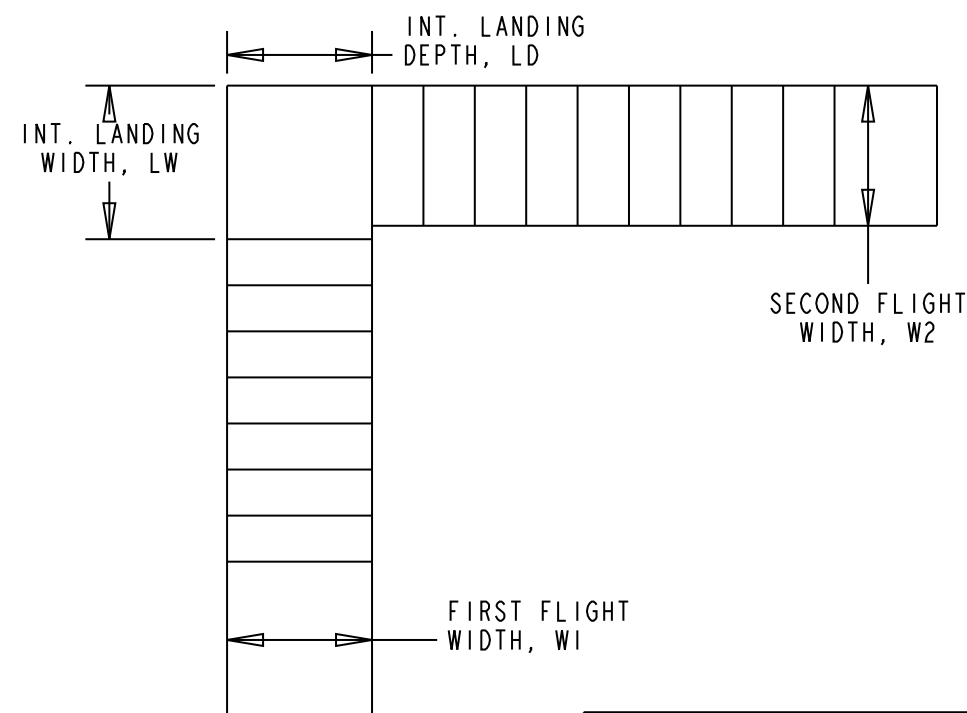 INT. LANDING
DEPTH, LD
INT. LANDING
WIDTH, LW
SECOND FLIGHT
WIDTH, W2
FIRST FLIGHT
WIDTH, W1